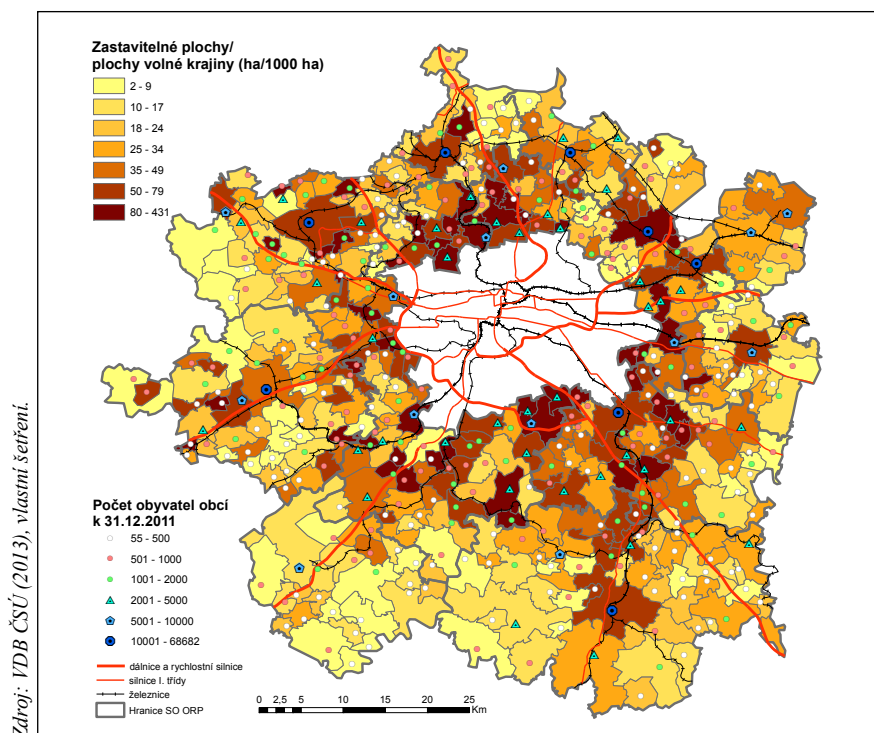 Zastavitelné plochy/
plochy volné krajiny (ha/1000 ha)
2 - 9
10 - 17
18 - 24
25 - 34
35 - 49
50 - 79
80 - 431
Počet obyvatel obcí
k 31.12.2011
55 - 500
501 - 1000
1001 - 2000
2001 - 5000
5001 - 10000
10001 - 68682
dálnice a rychlostní silnice
silnice I. třídy
železnice
Hranice SO ORP
0 2,5 5 10 15 20 25
Km
Zdroj: VDB ČSÚ (2013), vlastní šetření.